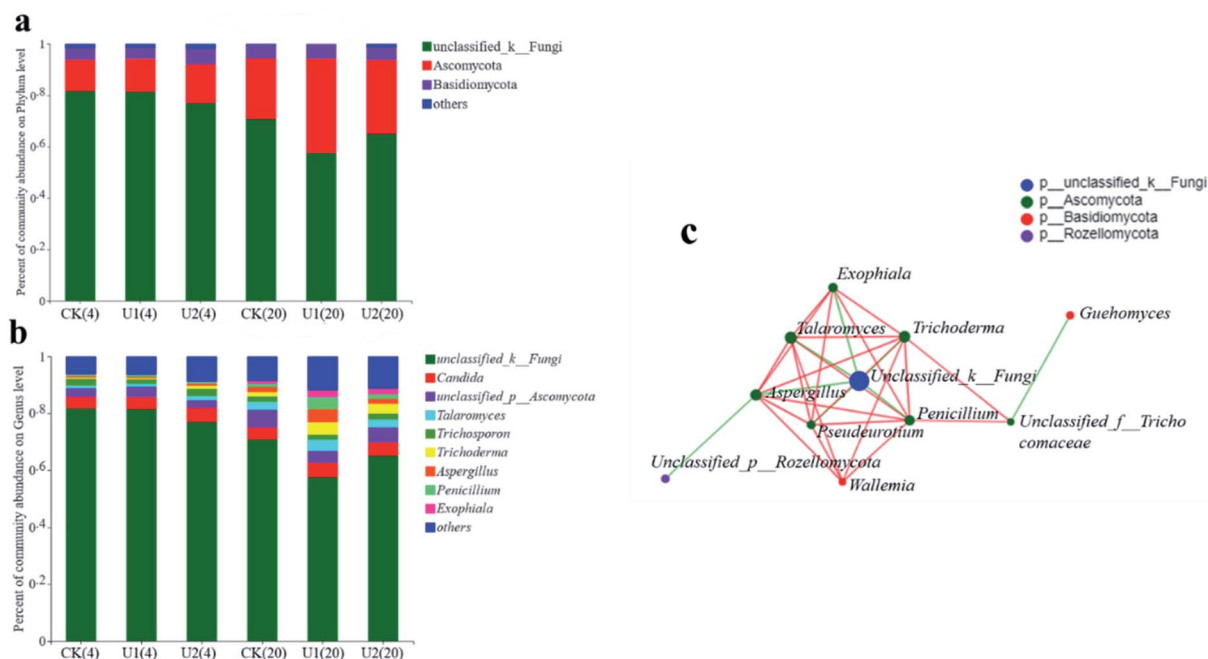 a
Percent of community abundance on Phylum level
1
0.8
0.6
0.4
0.2
0
CK(4) U1(4) U2(4) CK(20) U1(20) U2(20)
unclassified_k__Fungi
Ascomycota
Basidiomycota
others
b
Percent of community abundance on Genus level
1
0.8
0.6
0.4
0.2
0
CK(4) U1(4) U2(4) CK(20) U1(20) U2(20)
unclassified_k__Fungi
Candida
unclassified_p__Ascomycota
Talaromyces
Trichosporon
Trichoderma
Aspergillus
Penicillium
Exophiala
others
c
p__unclassified_k__Fungi
p__Ascomycota
p__Basidiomycota
p__Rozellomycota
Exophiala
Guehomyces
Talaromyces
Trichoderma
Unclassified_k__Fungi
Aspergillus
Penicillium
Unclassified_f__Tricho
comaceae
Pseudeurotium
Unclassified_p__Rozellomycota
Wallemia